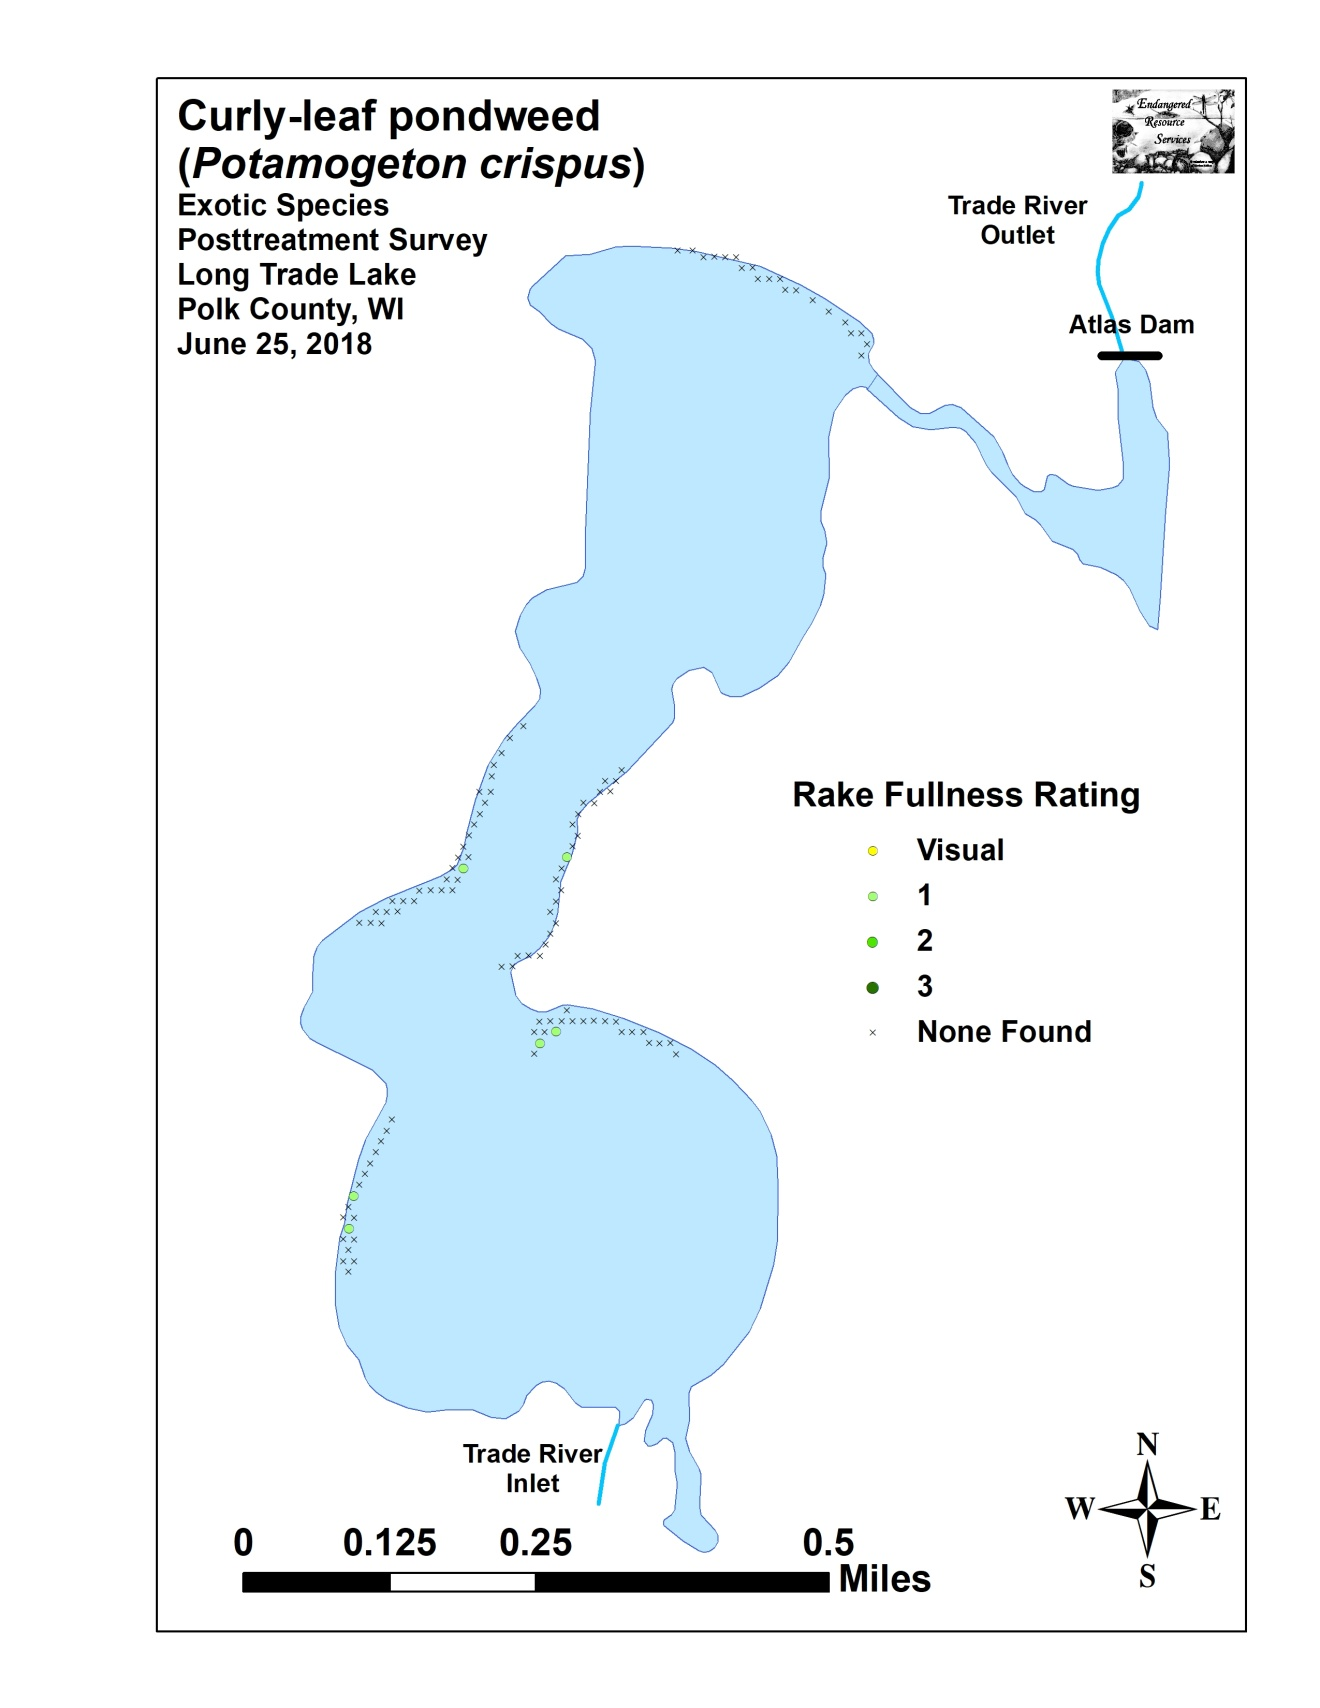 Curly-leaf pondweed
(Potamogeton crispus)
Exotic Species
Posttreatment Survey
Long Trade Lake
Polk County, WI
June 25, 2018
Endangered
Resource
Services
Trade River
Outlet
Atlas Dam
Rake Fullness Rating
Visual
1
2
3
None Found
Trade River
Inlet
N
W E
S
0 0.125 0.25 0.5
Miles